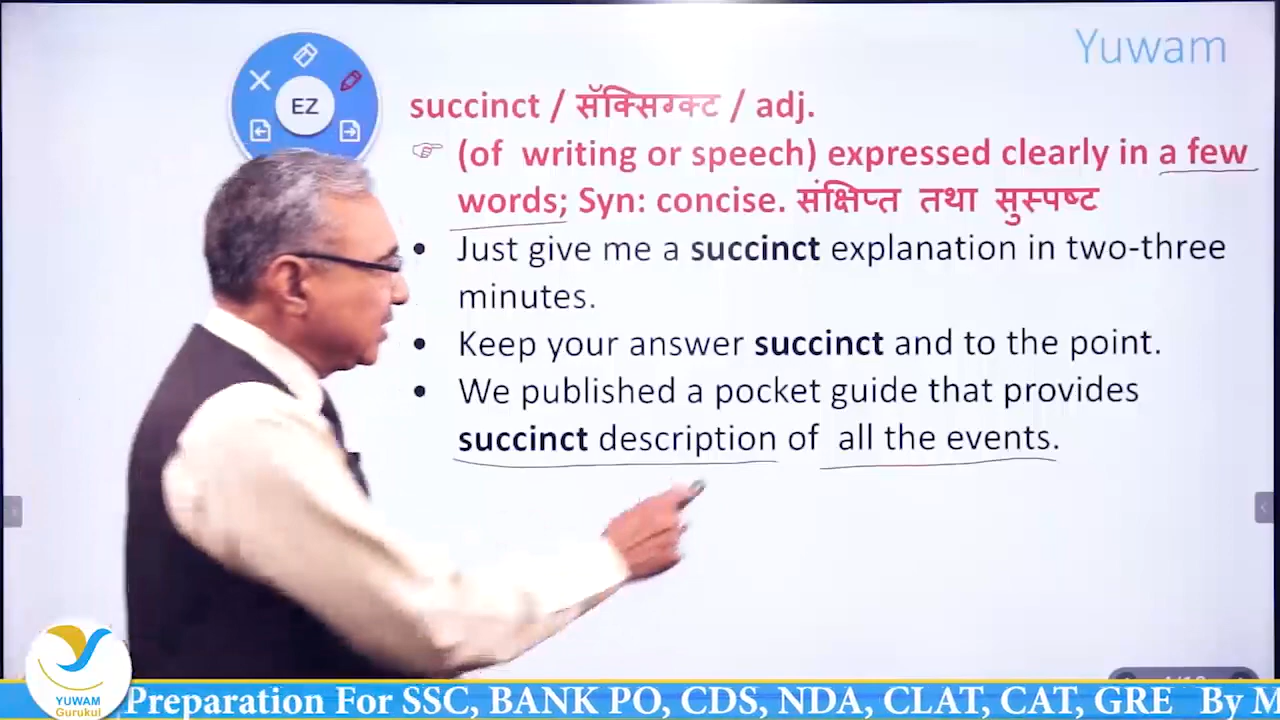 Yuwam
EZ
succinct / सॅक्सिग्क्ट / adj.
☞ (of writing or speech) expressed clearly in a few
words; Syn: concise. संक्षिप्त तथा सुस्पष्ट
• Just give me a succinct explanation in two-three
minutes.
• Keep your answer succinct and to the point.
• We published a pocket guide that provides
succinct description of all the events.
YUWAM
Gurukul
Preparation For SSC, BANK PO, CDS, NDA, CLAT, CAT, GRE By M